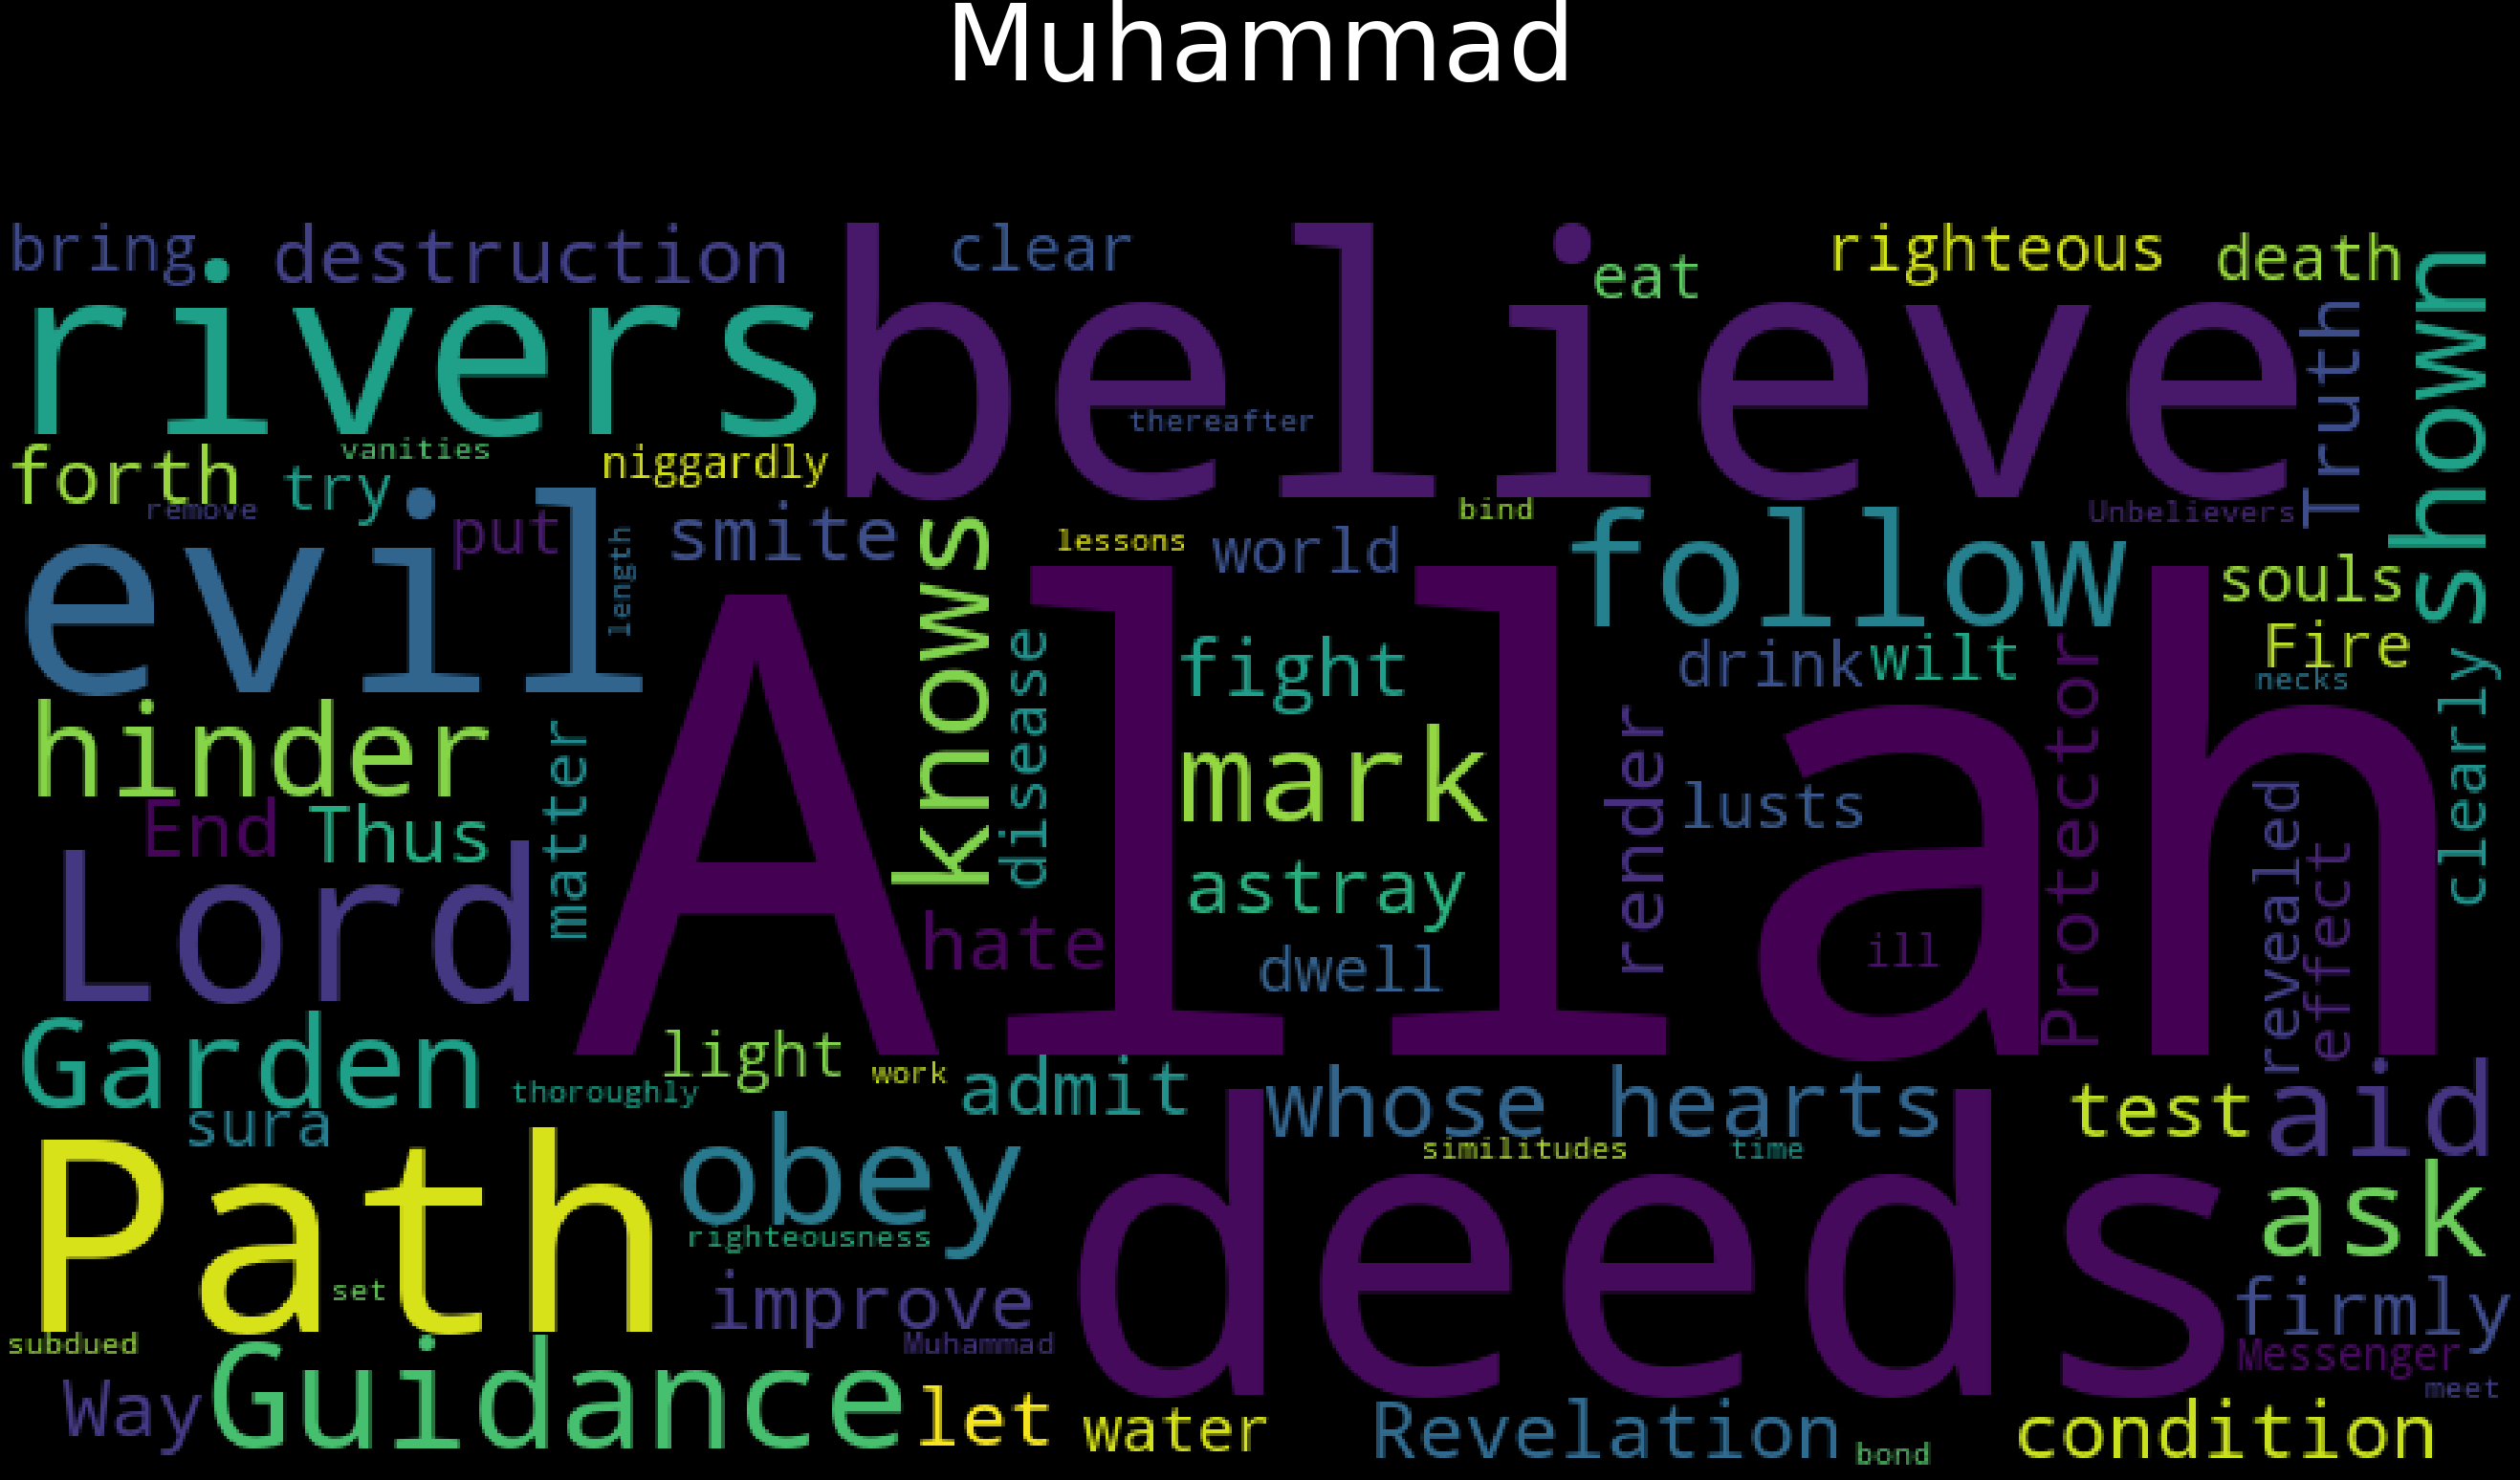 Muhammad
bring
destruction
clear
eat
righteous
death
rivers
believe
shown
Truth
thereafter
vanities
niggardly
forth
try
remove
put
evil
length
smite
knows
lessons
world
bind
follow
Unbelievers
souls
Fire
necks
clearly
disease
fight
drink
wilt
Protector
hinder
matter
mark
render
lusts
End
Thus
Allah
revealed
effect
Lord
astray
hate
dwell
ill
Garden
light
work
admit
thoroughly
whose hearts
test
aid
sura
similitudes
time
Path
obey
righteousness
deeds
ask
set
improve
firmly
subdued
Muhammad
Messenger
meet
Way
Guidance
let
water
Revelation
bond
condition